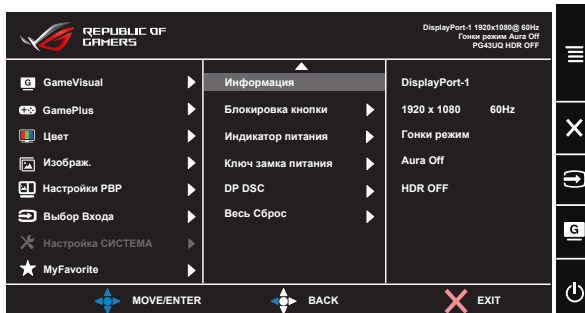 REPUBLIC OF
GAMERS
DisplayPort-1 1920x1080@ 60Hz
Гонки режим Aura Off
PG43UQ HDR OFF
G GameVisual
GamePlus
Цвет
Изображ.
Настройки PBP
Выбор Входа
Настройка СИСТЕМА
MyFavorite
Информация
Блокировка кнопки
Индикатор питания
Ключ замка питания
DP DSC
Весь Сброс
DisplayPort-1
1920 x 1080 60Hz
Гонки режим
Aura Off
HDR OFF
G
MOVE/ENTER BACK EXIT